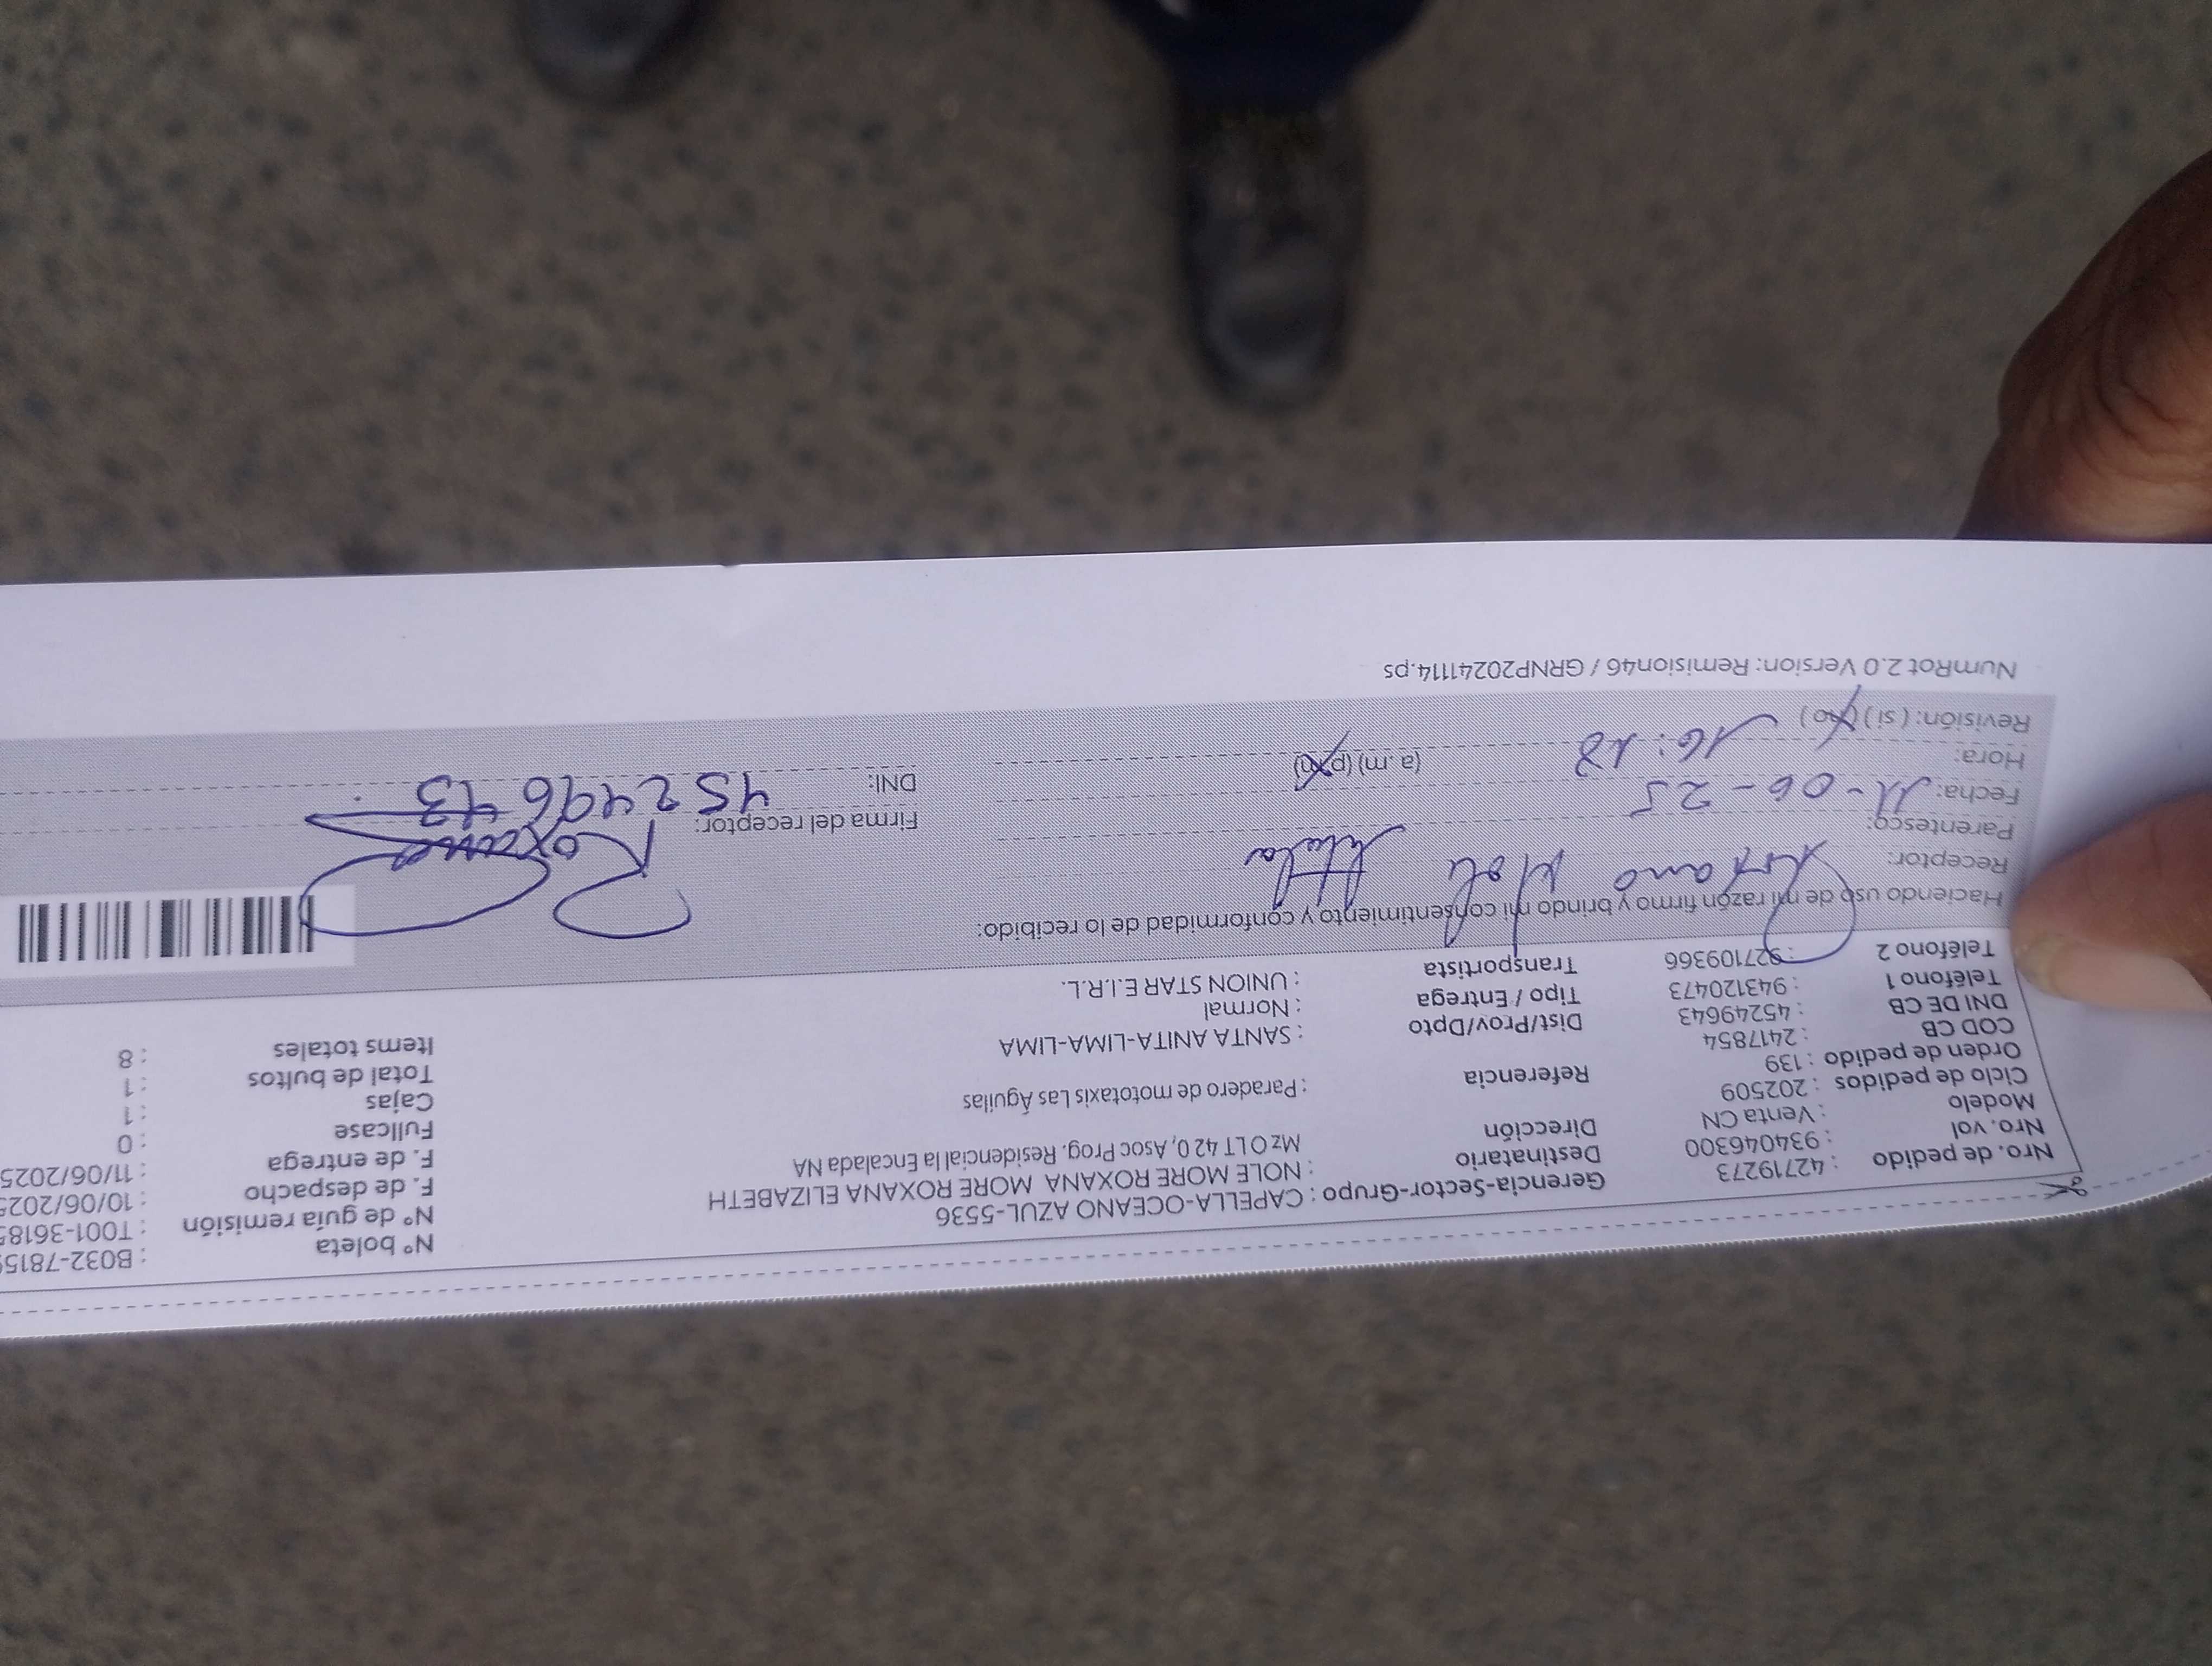 Nº boleta : B032-7815
Gerencia-Sector-Grupo : CAPELLA-OCEANO AZUL-5536
Nº de guía remisión : T001-3618
Nro. de pedido : 42719273
Destinatario : NOLE MORE ROXANA MORE ROXANA ELIZABETH
F. de despacho : 10/06/2025
Nro. vol : 934046300
Dirección : Mz O LT 42 0, Asoc Prog. Residencial la Encalada NA
F. de entrega : 11/06/2025
Modelo : Venta CN
Fullcase : 0
Ciclo de pedidos : 202509
Referencia : Paradero de mototaxis Las Águilas
Cajas : 1
Orden de pedido : 139
Total de bultos : 1
COD CB : 2417854
Dist/Prov/Dpto : SANTA ANITA-LIMA-LIMA
Items totales : 8
DNI DE CB : 45249643
Tipo / Entrega : Normal
Teléfono 1 : 943120473
Transportista : UNION STAR E.I.R.L.
Teléfono 2 : 927109366
Haciendo uso de mi razón firmo y brindo mi consentimiento y conformidad de lo recibido:
Receptor: Roxana Nole
Parentesco: Titular
Firma del receptor: Roxana
Fecha: 11-06-25
DNI: 45249643
Hora: 16:18 (a.m) (p.m)
Revisión: (si) (no)
NumRot 2.0 Version: Remision46 / GRNP20241114.ps